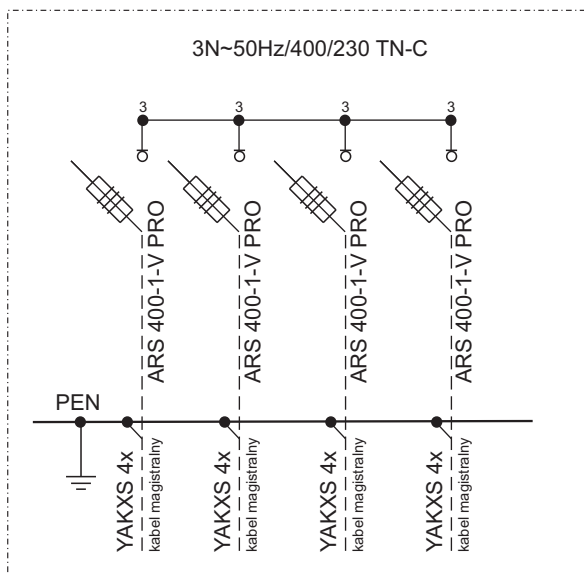 3N~50Hz/400/230 TN-C
3
3
3
3
ARS 400-1-V PRO
ARS 400-1-V PRO
ARS 400-1-V PRO
ARS 400-1-V PRO
PEN
YAKXS 4x
kabel magistralny
YAKXS 4x
kabel magistralny
YAKXS 4x
kabel magistralny
YAKXS 4x
kabel magistralny